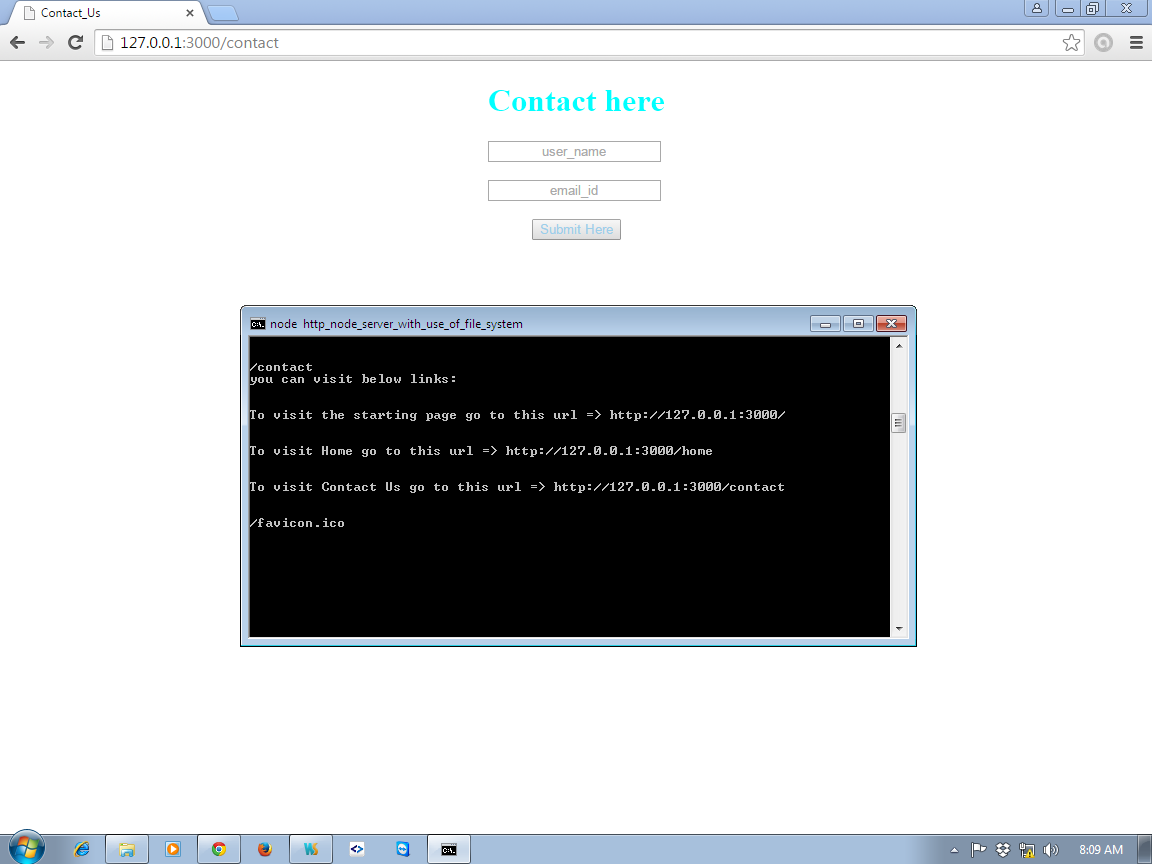 Contact_Us
127.0.0.1:3000/contact
Contact here
user_name
email_id
Submit Here
node  http_node_server_with_use_of_file_system
/contact
you can visit below links:
To visit the starting page go to this url => http://127.0.0.1:3000/
To visit Home go to this url => http://127.0.0.1:3000/home
To visit Contact Us go to this url => http://127.0.0.1:3000/contact
/favicon.ico
8:09 AM